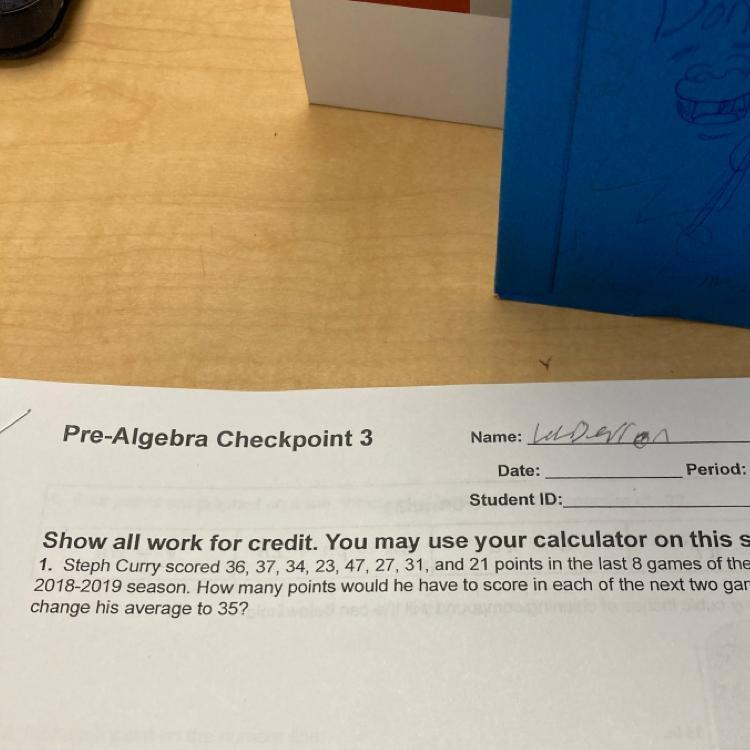 Pre-Algebra Checkpoint 3
Name:
Date:
Period:
Student ID:
Show all work for credit. You may use your calculator on this s
1. Steph Curry scored 36, 37, 34, 23, 47, 27, 31, and 21 points in the last 8 games of the
2018-2019 season. How many points would he have to score in each of the next two gam
change his average to 35?